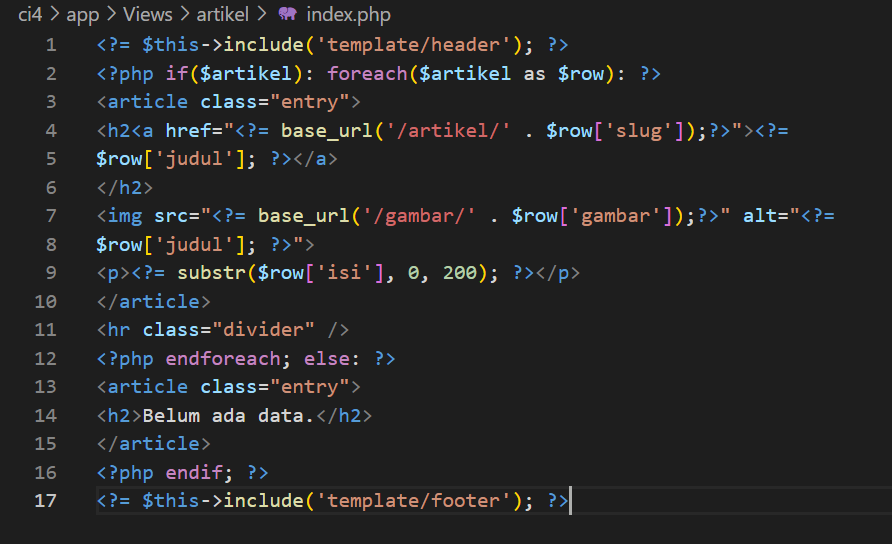 ci4 > app > Views > artikel > index.php
1 <?= $this->include('template/header'); ?>
2 <?php if($artikel): foreach($artikel as $row): ?>
3 <article class="entry">
4 <h2<a href="<?= base_url('/artikel/' . $row['slug']);?>"><?=
5 $row['judul']; ?></a>
6 </h2>
7 <img src="<?= base_url('/gambar/' . $row['gambar']);?>" alt="<?=
8 $row['judul']; ?>">
9 <p><?= substr($row['isi'], 0, 200); ?></p>
10 </article>
11 <hr class="divider" />
12 <?php endforeach; else: ?>
13 <article class="entry">
14 <h2>Belum ada data.</h2>
15 </article>
16 <?php endif; ?>
17 <?= $this->include('template/footer'); ?>